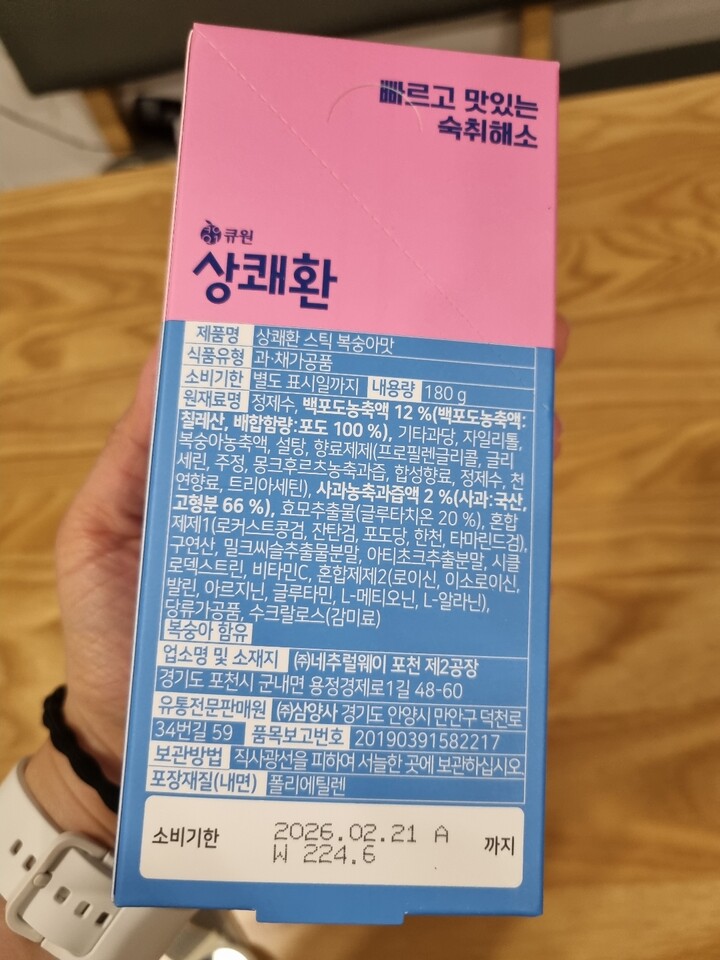 빠르고 맛있는
숙취해소
큐원
상쾌환
제품명 상쾌환 스틱 복숭아맛
식품유형 과·채가공품
소비기한 별도 표시일까지 내용량 180 g
원재료명 정제수, 백포도농축액 12 %(백포도농축액:
칠레산, 배합함량:포도 100 %), 기타과당, 자일리톨,
복숭아농축액, 설탕, 향료제제(프로필렌글리콜, 글리
세린, 주정, 몽크후르츠농축과즙, 합성향료, 정제수, 천
연향료, 트리아세틴), 사과농축과즙액 2 %(사과:국산,
고형분 66 %), 효모추출물(글루타치온 20 %), 혼합
제제1(로커스트콩검, 잔탄검, 포도당, 한천, 타마린드검),
구연산, 밀크씨슬추출물분말, 아티초크추출분말, 시클
로덱스트린, 비타민C, 혼합제제2(로이신, 이소로이신,
발린, 아르지닌, 글루타민, L-메티오닌, L-알라닌),
당류가공품, 수크랄로스(감미료)
복숭아 함유
업소명 및 소재지 ㈜네추럴웨이 포천 제2공장
경기도 포천시 군내면 용정경제로1길 48-60
유통전문판매원 ㈜삼양사 경기도 안양시 만안구 덕천로
34번길 59 품목보고번호 20190391582217
보관방법 직사광선을 피하여 서늘한 곳에 보관하십시오
포장재질(내면) 폴리에틸렌
소비기한 2026.02.21 A 까지
W 224.6